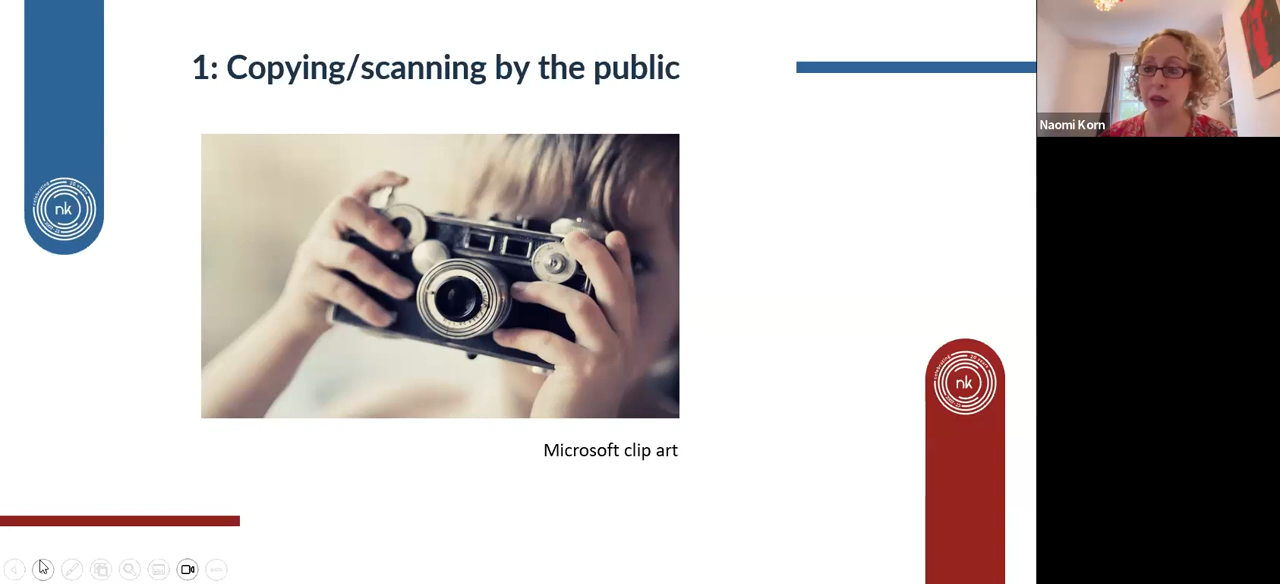 1: Copying/scanning by the public
Naomi Korn
nk
nk
Microsoft clip art